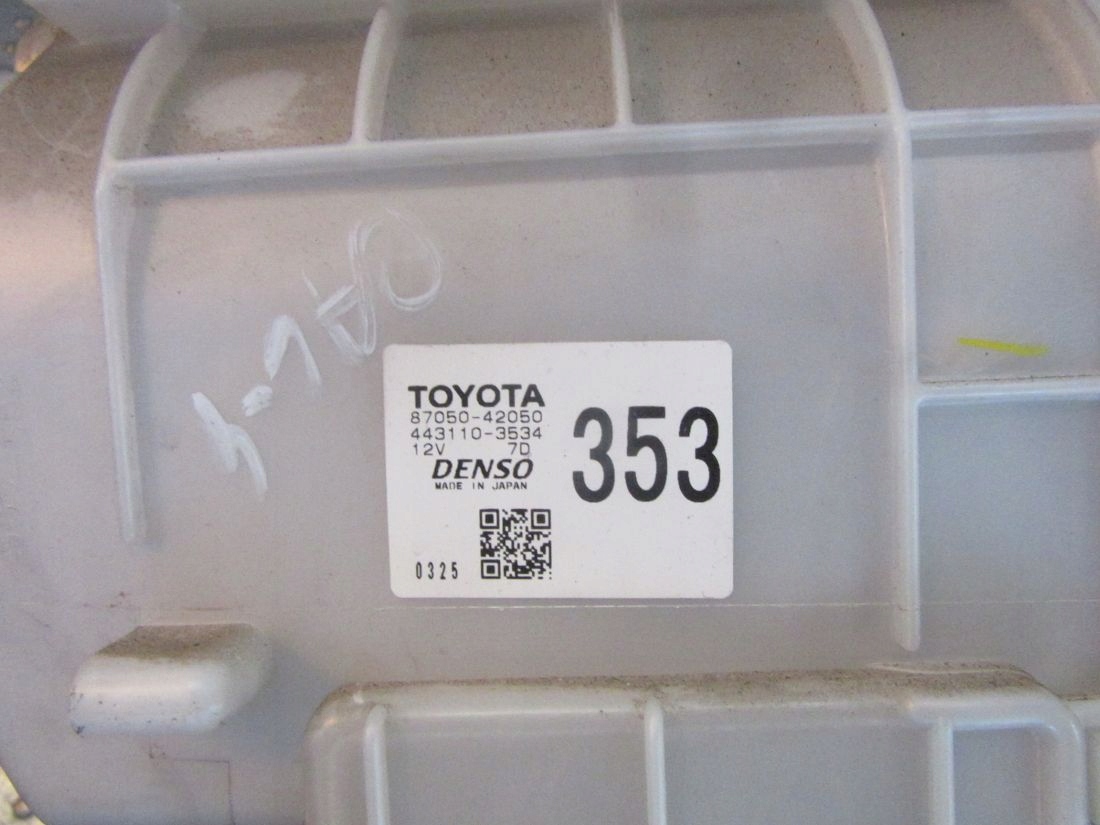 TOYOTA
87050-42050
443110-3534
12V 7D
DENSO
MADE IN JAPAN
353
0325